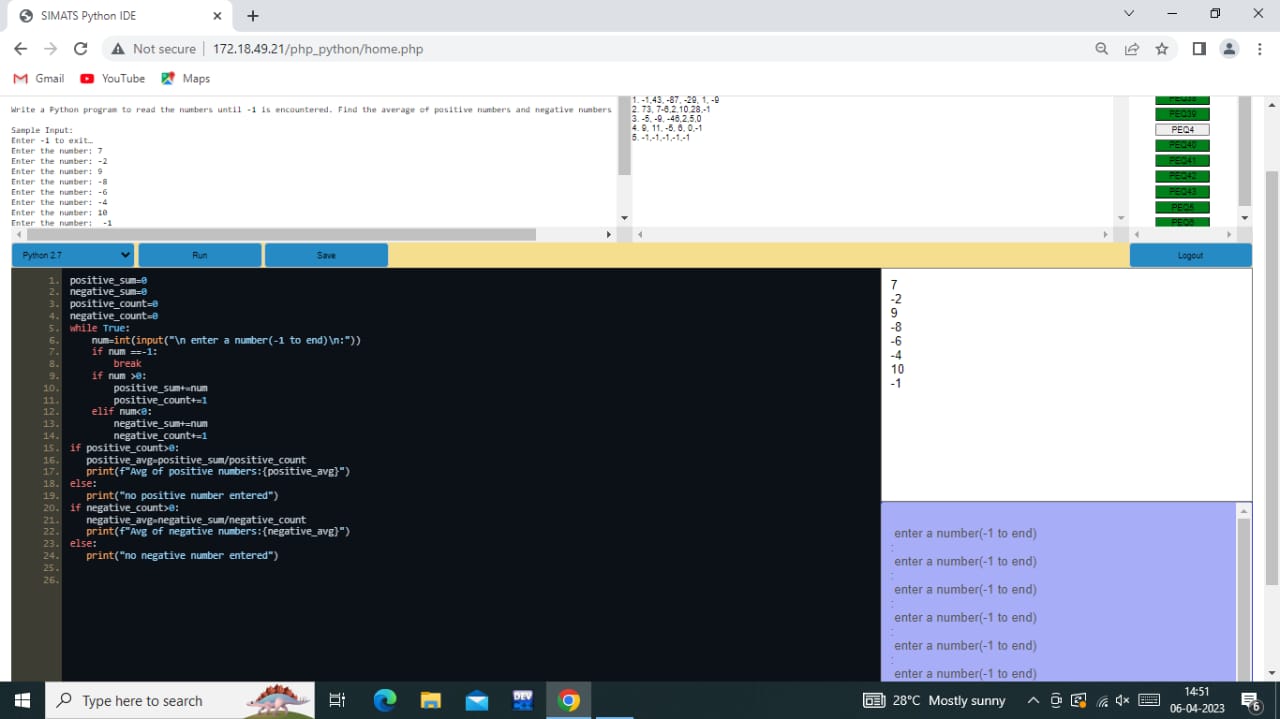 SIMATS Python IDE
Not secure
172.18.49.21/php_python/home.php
Gmail
YouTube
Maps
Write a Python program to read the numbers until -1 is encountered. Find the average of positive numbers and negative numbers
Sample Input:
Enter -1 to exit…
Enter the number: 7
Enter the number: -2
Enter the number: 9
Enter the number: -8
Enter the number: -6
Enter the number: -4
Enter the number: 10
Enter the number:  -1
1. -1,43, -87, -29, 1, -9
2. 73, 7-6,2,10,28,-1
3. -5, -9, -46,2,5,0
4. 9, 11, -5, 6, 0,-1
5. -1,-1,-1,-1,-1
PEQ38
PEQ39
PEQ4
PEQ40
PEQ41
PEQ42
PEQ43
PEQ5
PEQ6
Python 2.7
Run
Save
Logout
1. positive_sum=0
2. negative_sum=0
3. positive_count=0
4. negative_count=0
5. while True:
6.     num=int(input("\n enter a number(-1 to end)\n:"))
7.     if num ==-1:
8.         break
9.     if num >0:
10.         positive_sum+=num
11.         positive_count+=1
12.     elif num<0:
13.         negative_sum+=num
14.         negative_count+=1
15. if positive_count>0:
16.    positive_avg=positive_sum/positive_count
17.    print(f"Avg of positive numbers:{positive_avg}")
18. else:
19.    print("no positive number entered")
20. if negative_count>0:
21.    negative_avg=negative_sum/negative_count
22.    print(f"Avg of negative numbers:{negative_avg}")
23. else:
24.    print("no negative number entered")
25.
26.
7
-2
9
-8
-6
-4
10
-1
enter a number(-1 to end)
:
enter a number(-1 to end)
:
enter a number(-1 to end)
:
enter a number(-1 to end)
:
enter a number(-1 to end)
:
enter a number(-1 to end)
Type here to search
DEV
28°C Mostly sunny
14:51
06-04-2023
6